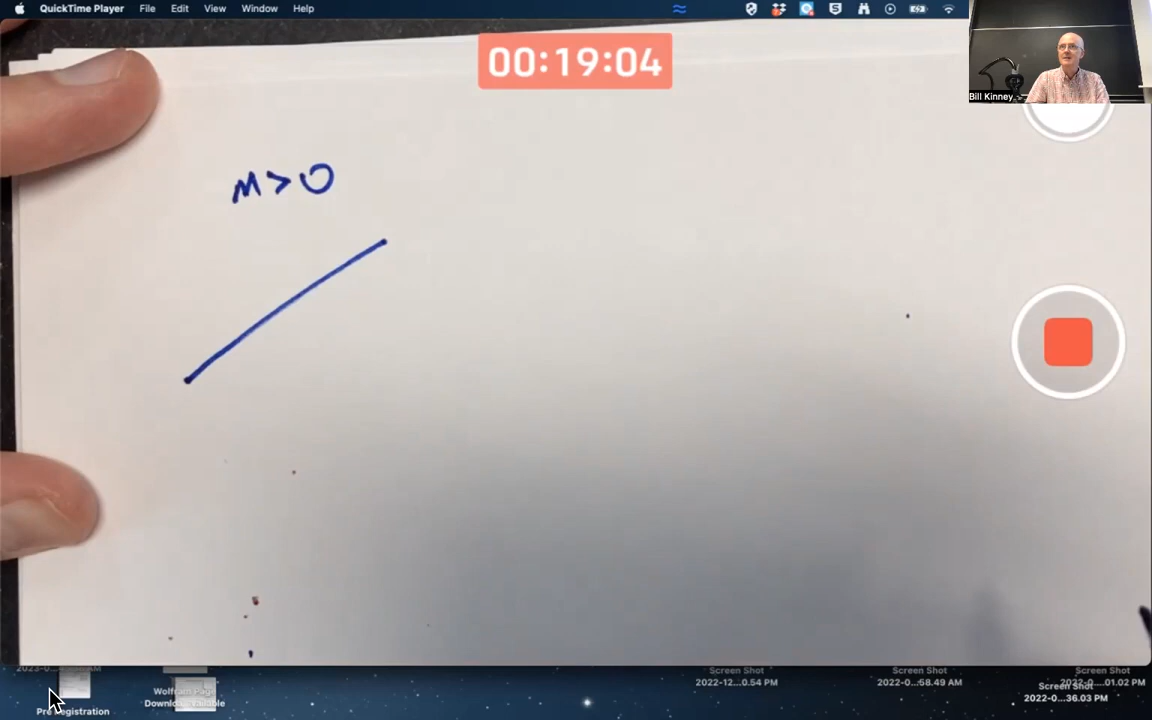 QuickTime Player File Edit View Window Help
00:19:04
Bill Kinney
m > 0
Wolfram Page
Download
Screen Shot
2022-12...0.54 PM
Screen Shot
2022-0...58.49 AM
Screen Shot
2022-0...01.02 PM
Screen Shot
2022-0...36.03 PM